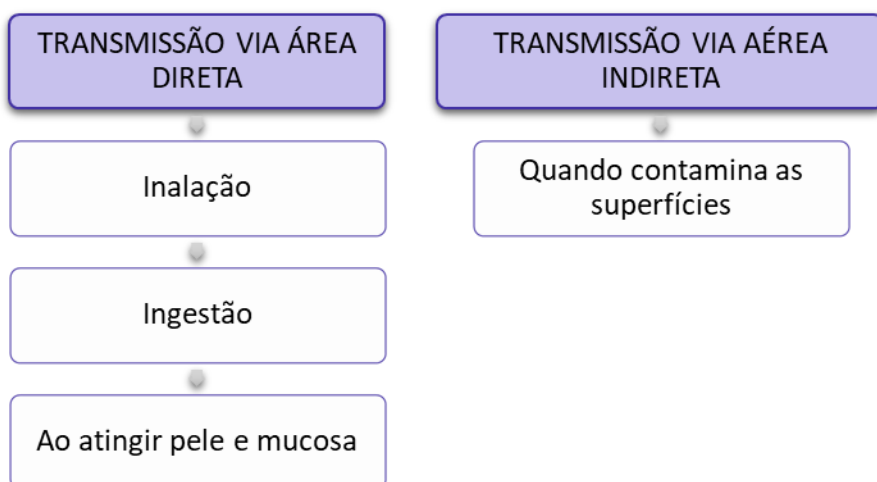 TRANSMISSÃO VIA ÁREA
DIRETA
Inalação
Ingestão
Ao atingir pele e mucosa
TRANSMISSÃO VIA AÉREA
INDIRETA
Quando contamina as
superfícies